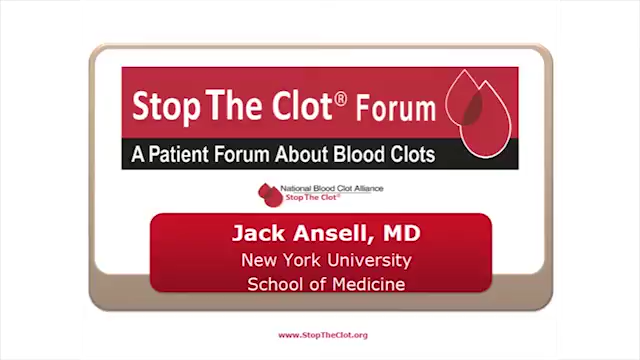 Stop The Clot® Forum
A Patient Forum About Blood Clots
National Blood Clot Alliance
Stop The Clot®
Jack Ansell, MD
New York University
School of Medicine
www.StopTheClot.org